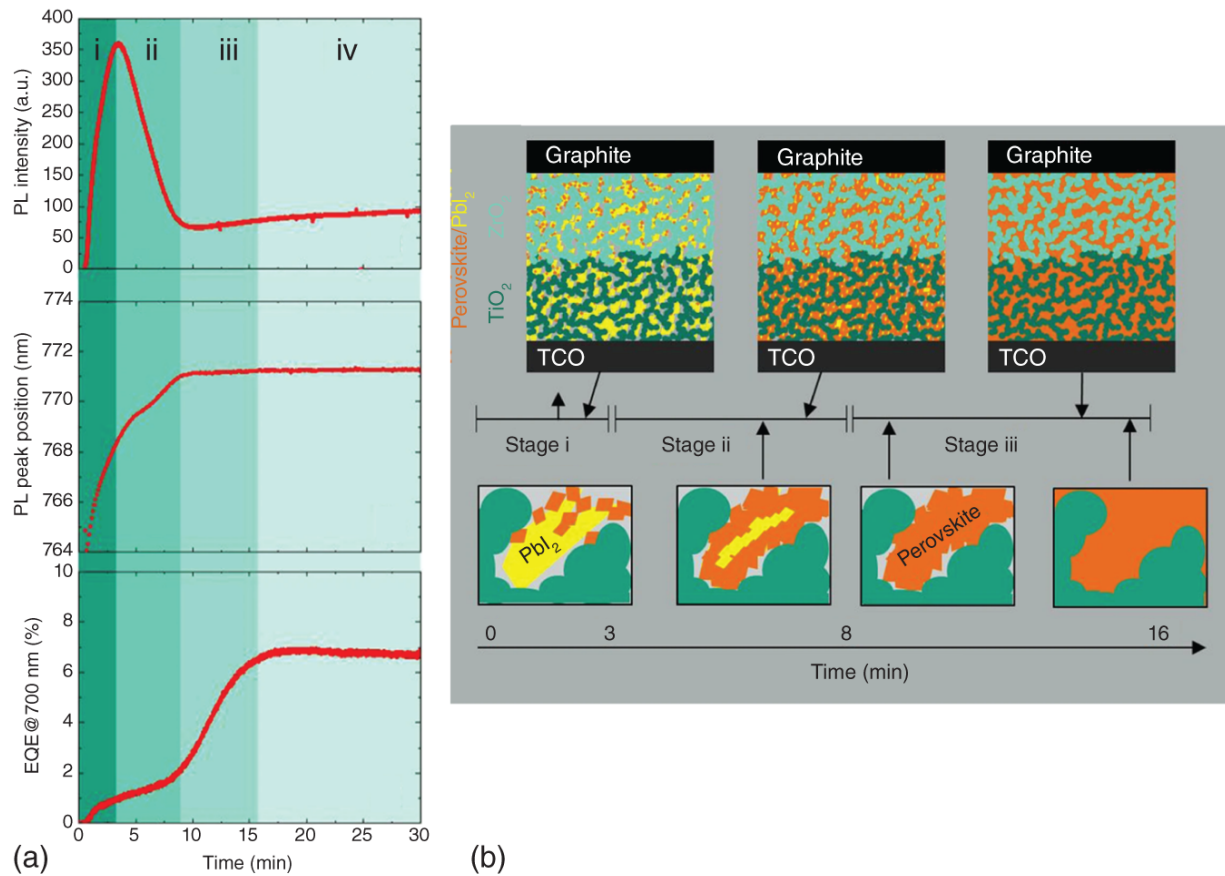 400
350
300
250
200
150
100
50
0
PL intensity (a.u.)
i
ii
iii
iv
774
772
770
768
766
764
PL peak position (nm)
10
8
6
4
2
0
EQE@700 nm (%)
0 5 10 15 20 25 30
Time (min)
(a)
Perovskite/PbI₂
ZrO₂
TiO₂
Graphite
Graphite
Graphite
TCO
TCO
TCO
Stage i
Stage ii
Stage iii
PbI₂
Perovskite
0 3 8 16
Time (min)
(b)